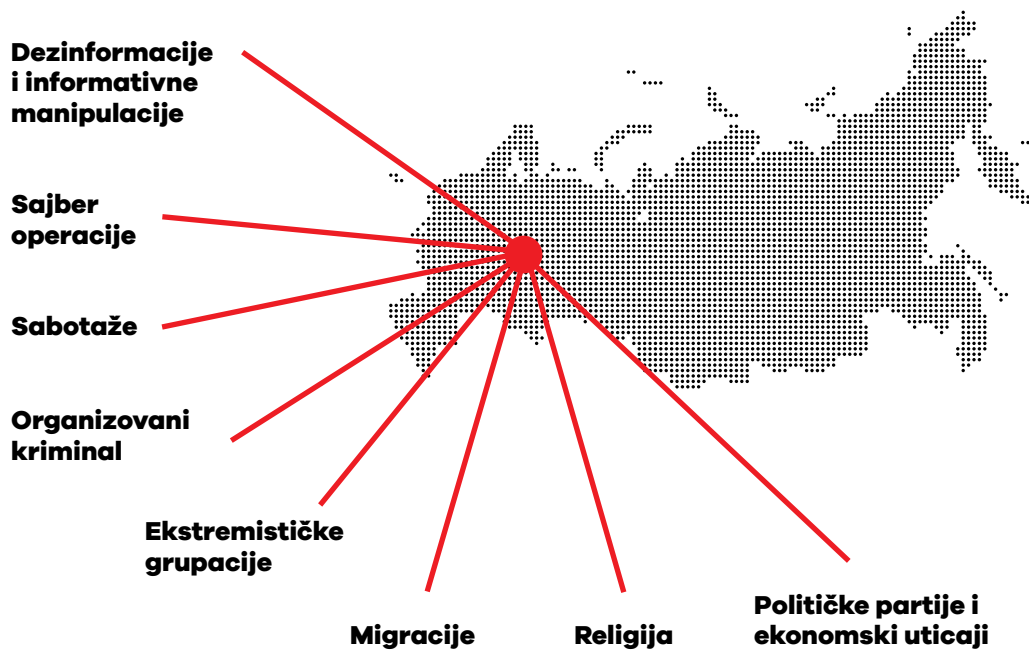 Dezinformacije
i informativne
manipulacije
Sajber
operacije
Sabotaže
Organizovani
kriminal
Ekstremističke
grupacije
Migracije
Religija
Političke partije i
ekonomski uticaji